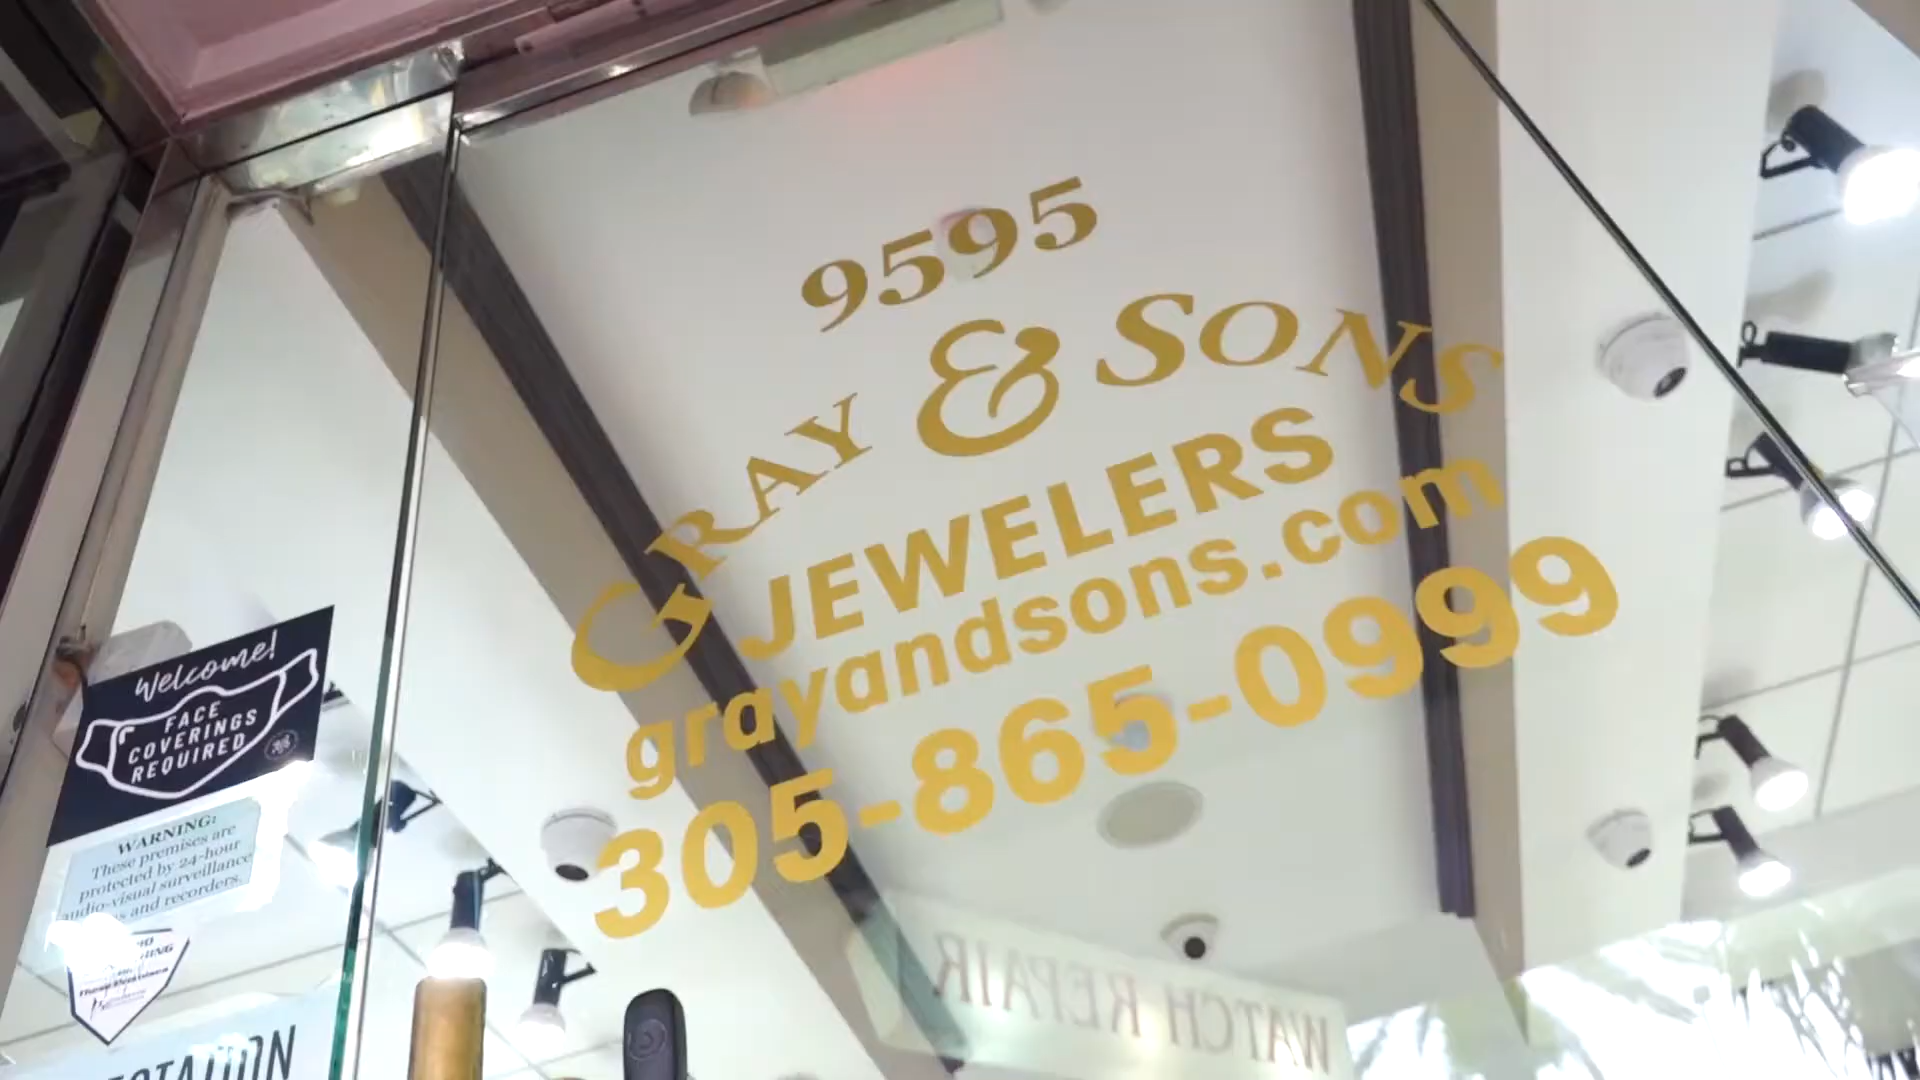 9595
GRAY & SONS
JEWELERS
grayandsons.com
305-865-0999
Welcome!
FACE
COVERINGS
REQUIRED
WARNING:
These premises are
protected by 24-hour
audio-visual surveillance
and recorders.
WATCH REPAIR